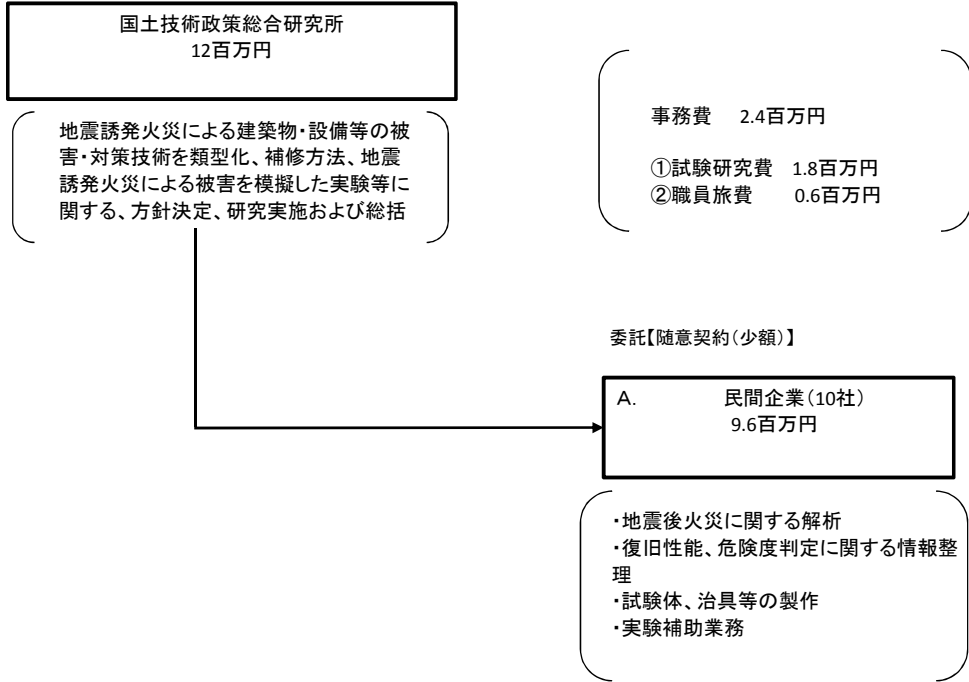 国土技術政策総合研究所
12百万円
地震誘発火災による建築物・設備等の被
害・対策技術を類型化、補修方法、地震
誘発火災による被害を模擬した実験等に
関する、方針決定、研究実施および総括
事務費　2.4百万円
①試験研究費　1.8百万円
②職員旅費　0.6百万円
委託【随意契約(少額)】
A.　民間企業(10社)
9.6百万円
・地震後火災に関する解析
・復旧性能、危険度判定に関する情報整
理
・試験体、治具等の製作
・実験補助業務